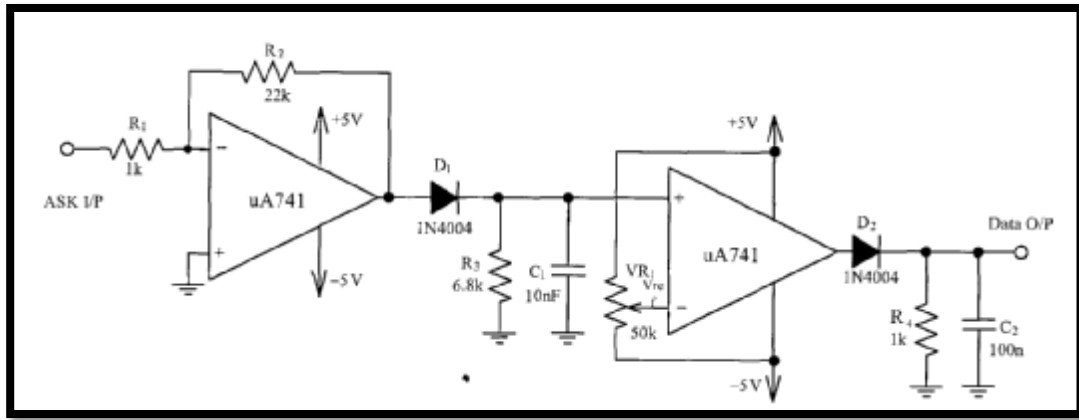 R₂
22k
+5V
R₁
1k
−
uA741
+
ASK I/P
−5V
D₁
1N4004
R₃
6.8k
C₁
10nF
+5V
+
uA741
VR₁
Vre
f
−
50k
−5V
D₂
1N4004
Data O/P
R₄
1k
C₂
100n